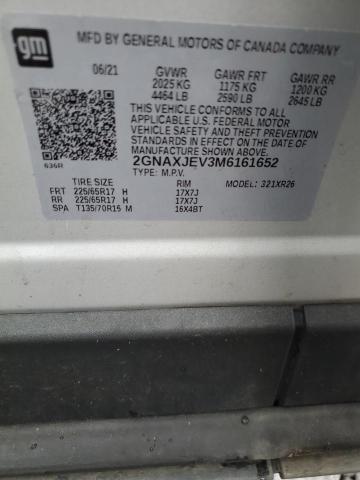 gm
MFD BY GENERAL MOTORS OF CANADA COMPANY
06/21 GVWR GAWR FRT GAWR RR
2025 KG 1175 KG 1200 KG
4464 LB 2590 LB 2645 LB
THIS VEHICLE CONFORMS TO ALL
APPLICABLE U.S. FEDERAL MOTOR
VEHICLE SAFETY, BUMPER, AND THEFT PREVENTION
STANDARDS IN EFFECT ON THE DATE OF
MANUFACTURE SHOWN ABOVE.
2GNAXJEV3M6161652
636R TYPE: M.P.V. MODEL: 321XR26
TIRE SIZE RIM
FRT 225/65R17 H 17X7J
RR 225/65R17 H 17X7J
SPA T135/70R16 M 16X4BT